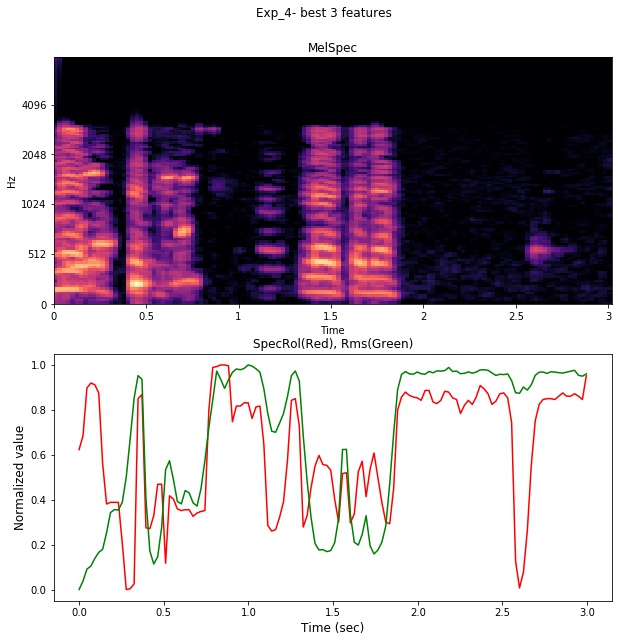 Exp_4- best 3 features
MelSpec
4096
2048
1024
512
0
Hz
0 0.5 1 1.5 2 2.5 3
Time
SpecRol(Red), Rms(Green)
1.0
0.8
0.6
0.4
0.2
0.0
Normalized value
0.0 0.5 1.0 1.5 2.0 2.5 3.0
Time (sec)